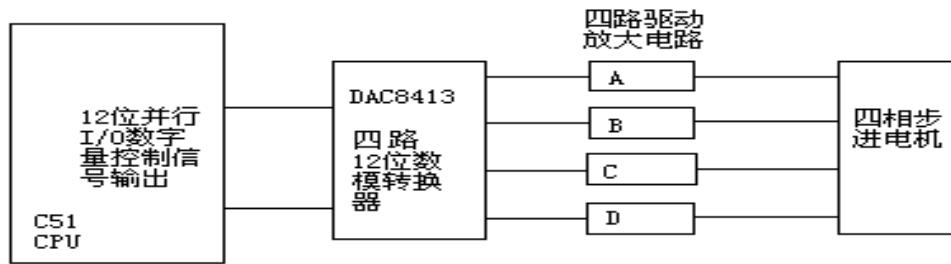 四路驱动
放大电路
12位并行
I/O数字
量控制信
号输出
C51
CPU
DAC8413
四路
12位数
模转换
器
A
B
C
D
四相步
进电机